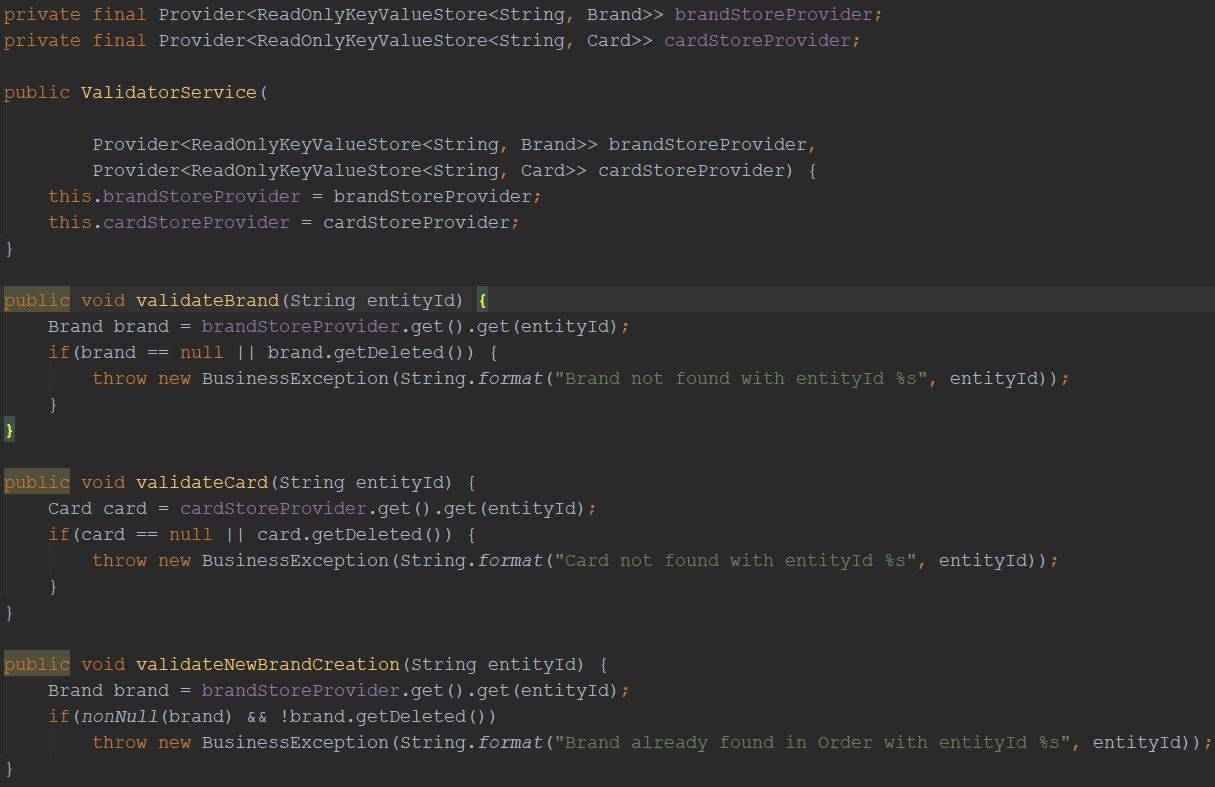 private final Provider<ReadOnlyKeyValueStore<String, Brand>> brandStoreProvider;
private final Provider<ReadOnlyKeyValueStore<String, Card>> cardStoreProvider;

public ValidatorService(

        Provider<ReadOnlyKeyValueStore<String, Brand>> brandStoreProvider,
        Provider<ReadOnlyKeyValueStore<String, Card>> cardStoreProvider) {
    this.brandStoreProvider = brandStoreProvider;
    this.cardStoreProvider = cardStoreProvider;
}

public void validateBrand(String entityId) {
    Brand brand = brandStoreProvider.get().get(entityId);
    if(brand == null || brand.getDeleted()) {
        throw new BusinessException(String.format("Brand not found with entityId %s", entityId));
    }
}

public void validateCard(String entityId) {
    Card card = cardStoreProvider.get().get(entityId);
    if(card == null || card.getDeleted()) {
        throw new BusinessException(String.format("Card not found with entityId %s", entityId));
    }
}

public void validateNewBrandCreation(String entityId) {
    Brand brand = brandStoreProvider.get().get(entityId);
    if(nonNull(brand) && !brand.getDeleted())
        throw new BusinessException(String.format("Brand already found in Order with entityId %s", entityId));
}